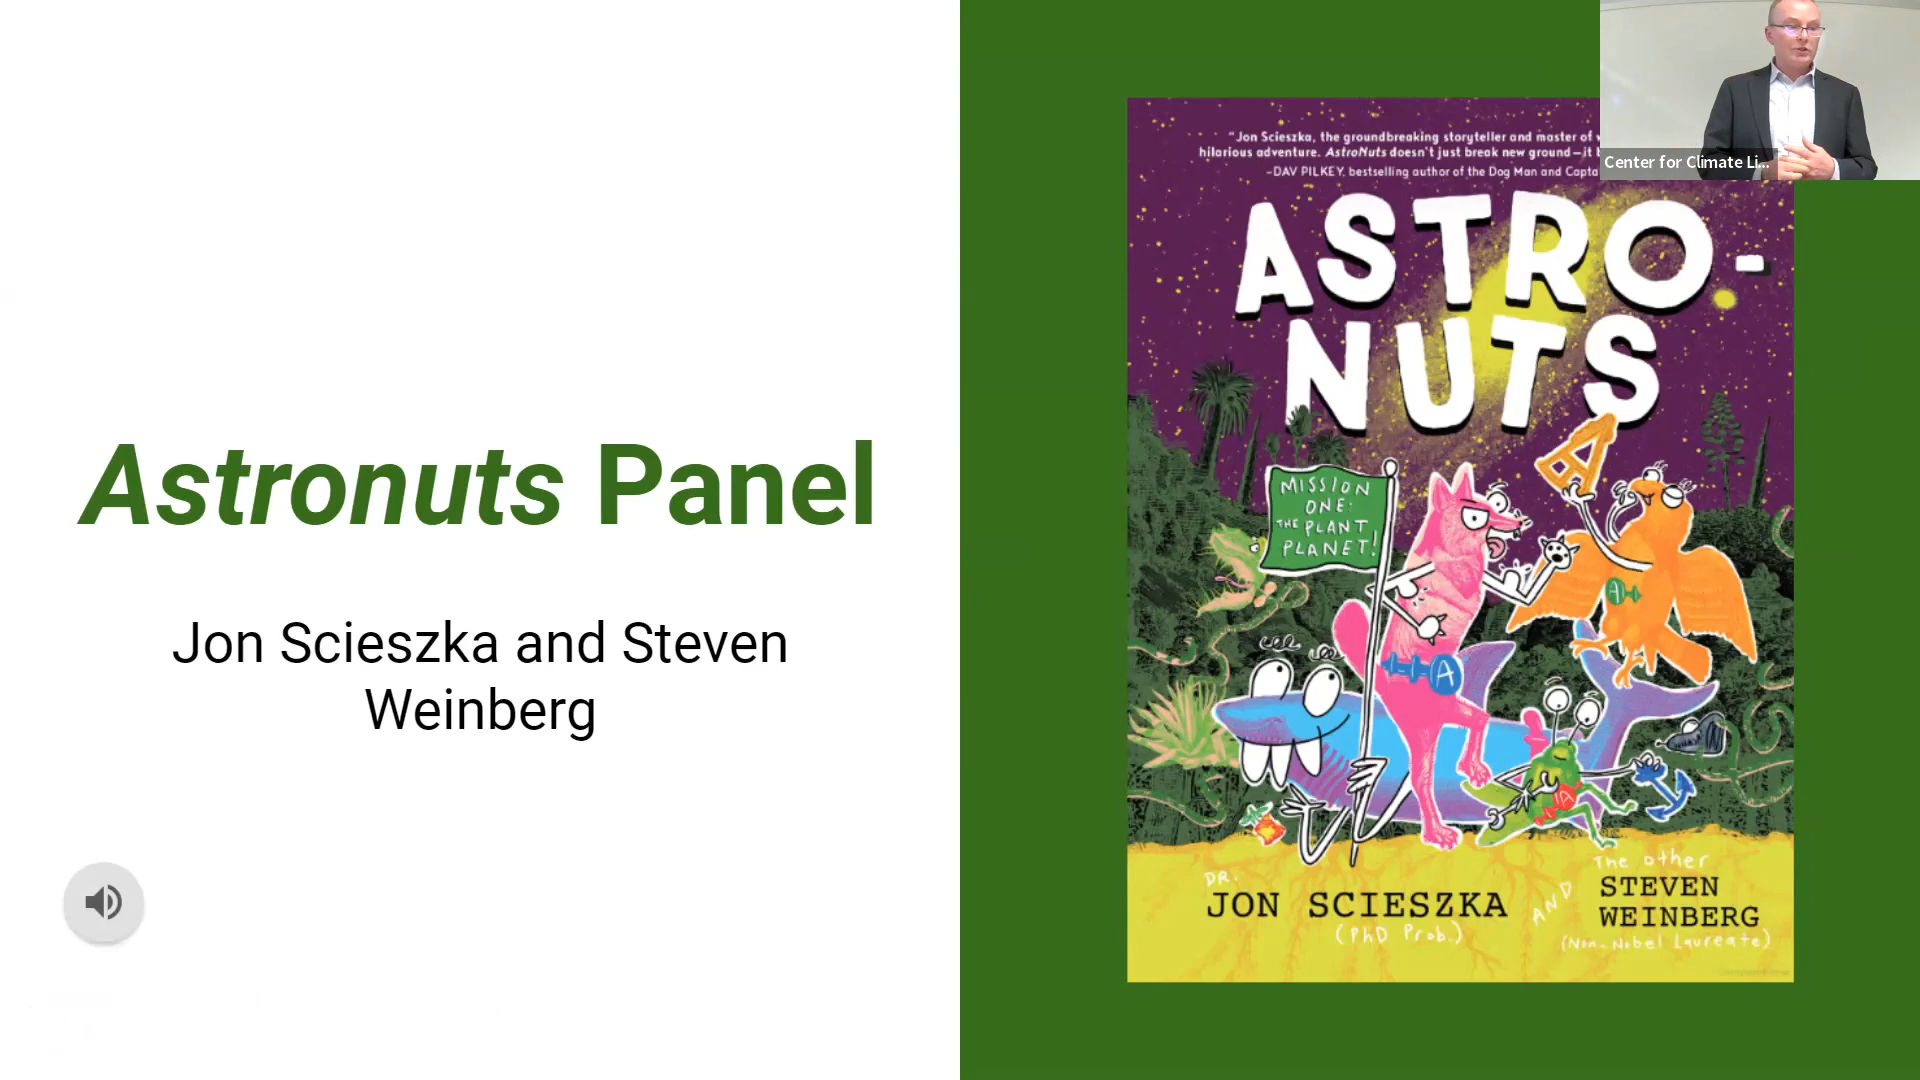 Astronuts Panel
Jon Scieszka and Steven
Weinberg
"Jon Scieszka, the groundbreaking storyteller and master of
hilarious adventure. AstroNuts doesn't just break new ground—it
–DAV PILKEY, bestselling author of the Dog Man and Capta
ASTRO-
NUTS
MISSION
ONE:
THE PLANT
PLANET!
A
A
A
DR.
JON SCIESZKA
(PhD Prob.)
AND
The other
STEVEN
WEINBERG
(Non-Nobel Laureate)
Center for Climate Li...